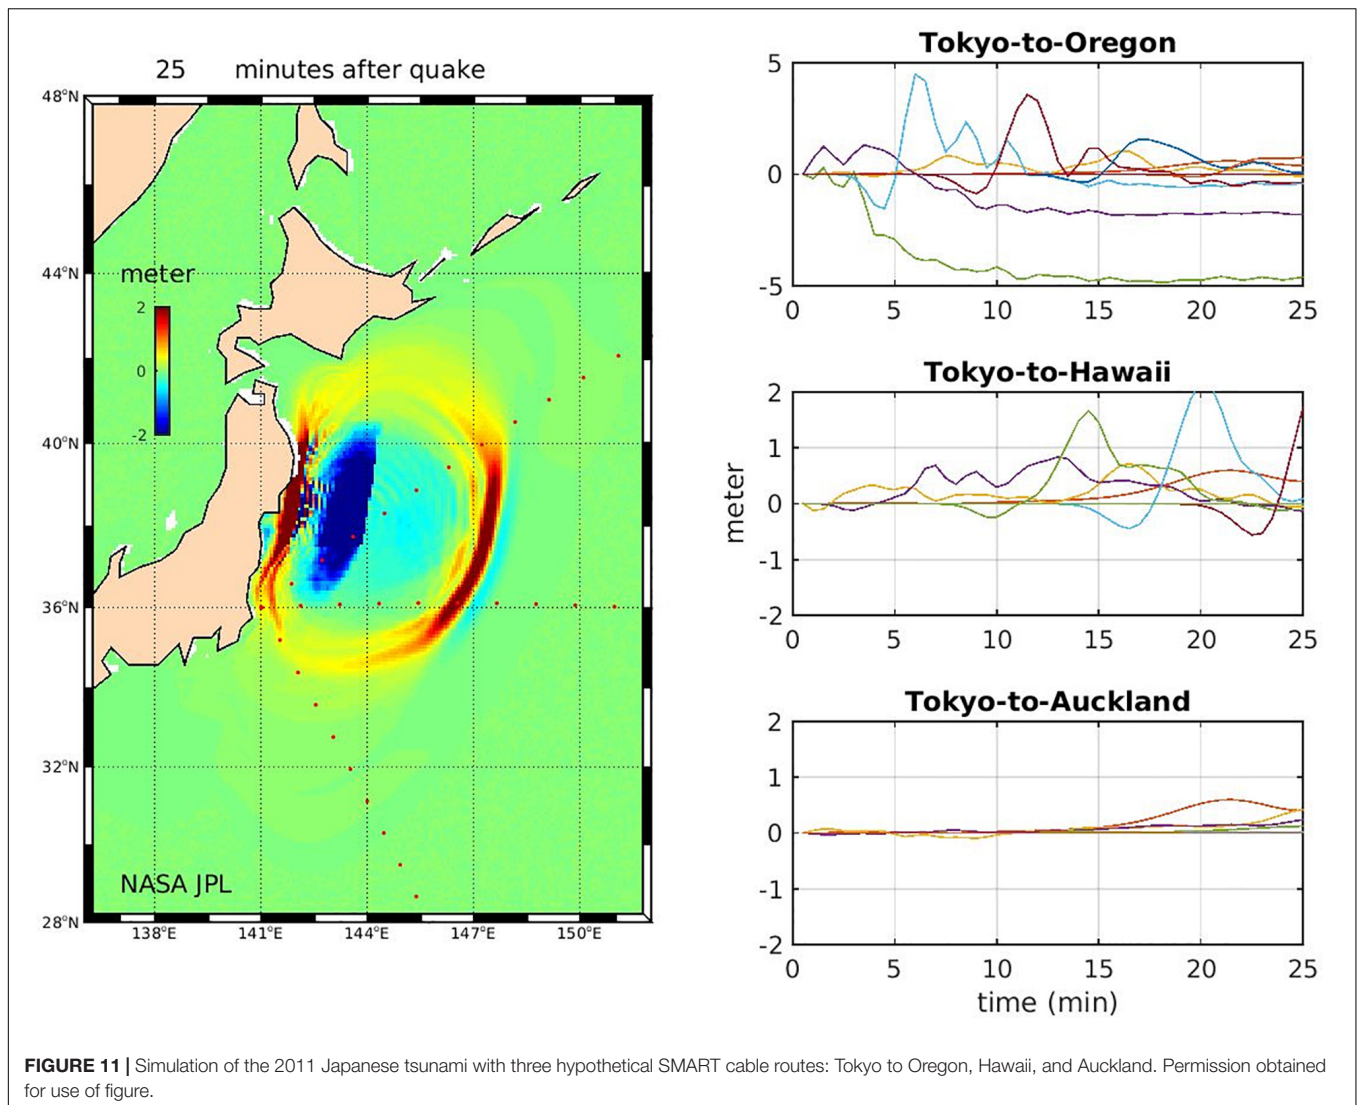 25 minutes after quake
48°N
44°N
40°N
36°N
32°N
28°N
138°E
141°E
144°E
147°E
150°E
meter
2
0
-2
NASA JPL
Tokyo-to-Oregon
5
0
-5
0 5 10 15 20 25
Tokyo-to-Hawaii
2
1
0
-1
-2
meter
0 5 10 15 20 25
Tokyo-to-Auckland
2
1
0
-1
-2
0 5 10 15 20 25
time (min)
FIGURE 11 | Simulation of the 2011 Japanese tsunami with three hypothetical SMART cable routes: Tokyo to Oregon, Hawaii, and Auckland. Permission obtained
for use of figure.